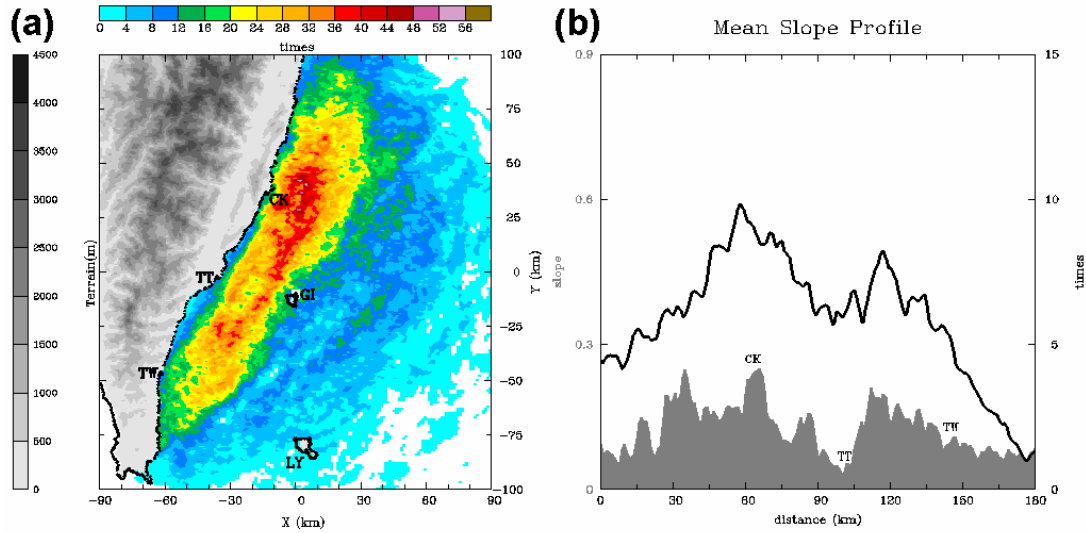 (a)
0 4 8 12 16 20 24 28 32 36 40 44 48 52 56
times
4500
4000
3500
3000
2500
2000
1500
1000
500
0
Terrain(m)
100
75
50
25
0
−25
−50
−75
−100
Y (km)
CK
TT
GI
TW
LY
−90 −60 −30 0 30 60 90
X (km)
(b)
Mean Slope Profile
0.9
0.6
0.3
0
slope
15
10
5
0
times
CK
TT
TW
0 30 60 90 120 150 180
distance (km)